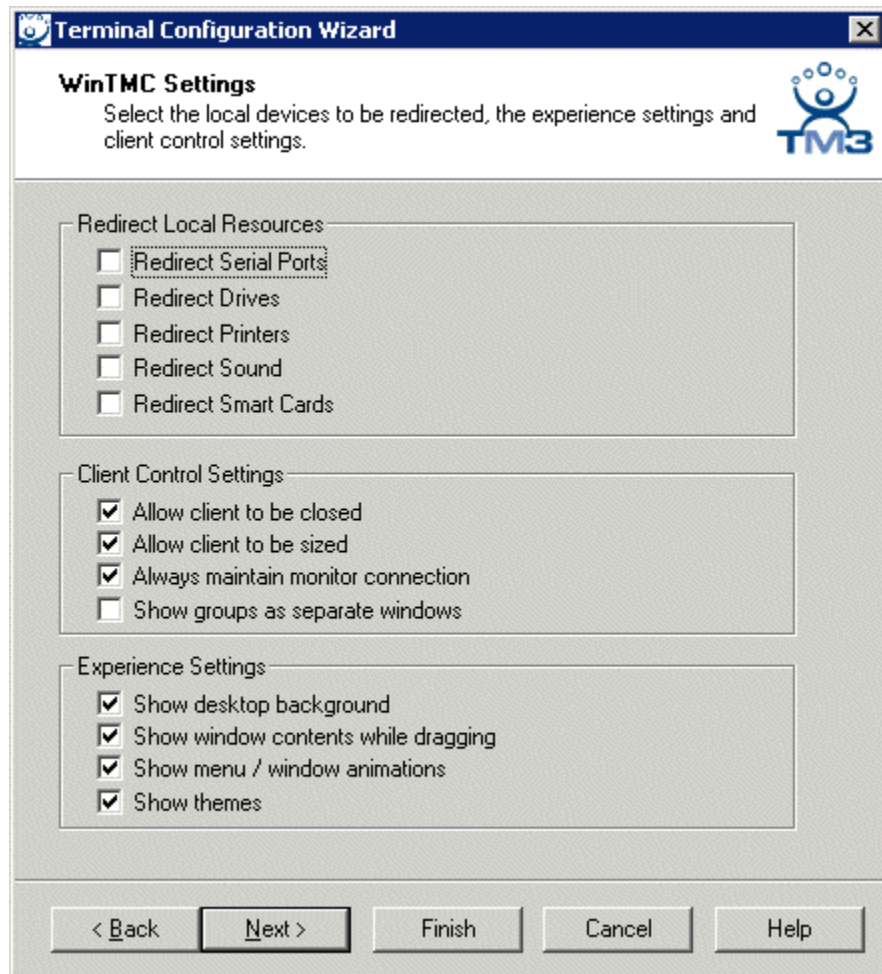 Terminal Configuration Wizard
WinTMC Settings
Select the local devices to be redirected, the experience settings and
client control settings.
TM3
Redirect Local Resources
Redirect Serial Ports
Redirect Drives
Redirect Printers
Redirect Sound
Redirect Smart Cards
Client Control Settings
Allow client to be closed
Allow client to be sized
Always maintain monitor connection
Show groups as separate windows
Experience Settings
Show desktop background
Show window contents while dragging
Show menu / window animations
Show themes
< Back Next > Finish Cancel Help